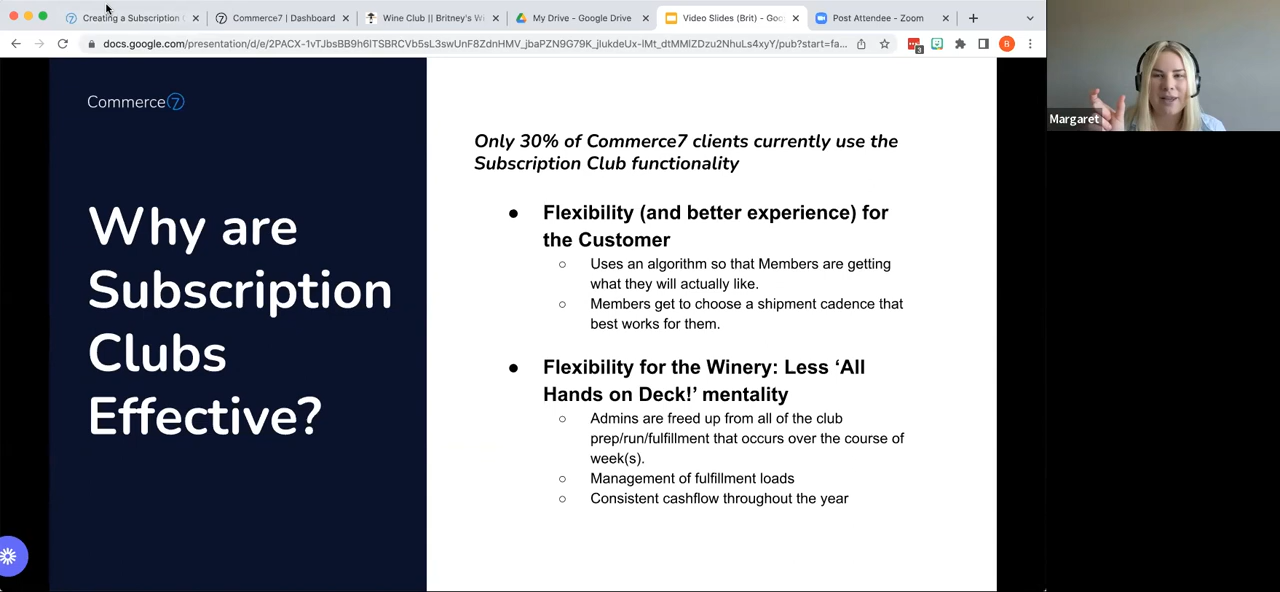 Creating a Subscription
Commerce7 | Dashboard
Wine Club || Britney's Wi
My Drive - Google Drive
Video Slides (Brit) - Goo
Post Attendee - Zoom
docs.google.com/presentation/d/e/2PACX-1vTJbsBB9h6ITSBRCVb5sL3swUnF8ZdnHMV_jbaPZN9G79K_jlukdeUx-lMt_dtMMIZDzu2NhuLs4xyY/pub?start=fa...
3
B
Margaret
Commerce7
Why are
Subscription
Clubs
Effective?
Only 30% of Commerce7 clients currently use the
Subscription Club functionality
● Flexibility (and better experience) for
the Customer
○ Uses an algorithm so that Members are getting
what they will actually like.
○ Members get to choose a shipment cadence that
best works for them.
● Flexibility for the Winery: Less ‘All
Hands on Deck!’ mentality
○ Admins are freed up from all of the club
prep/run/fulfillment that occurs over the course of
week(s).
○ Management of fulfillment loads
○ Consistent cashflow throughout the year